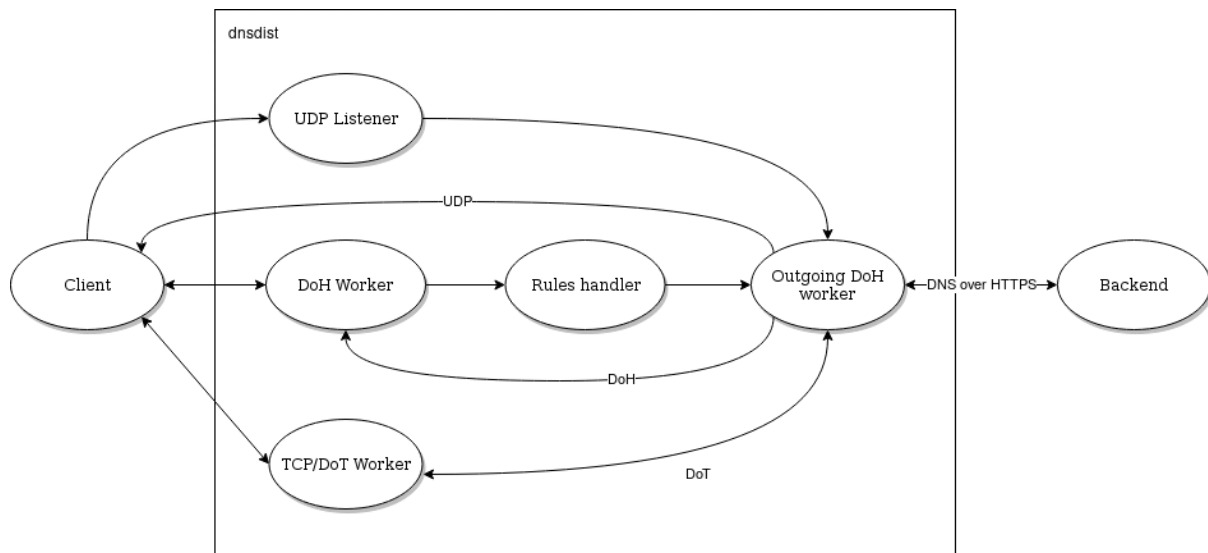 dnsdist
UDP Listener
UDP
Client
DoH Worker
Rules handler
Outgoing DoH
worker
DNS over HTTPS
Backend
DoH
TCP/DoT Worker
DoT